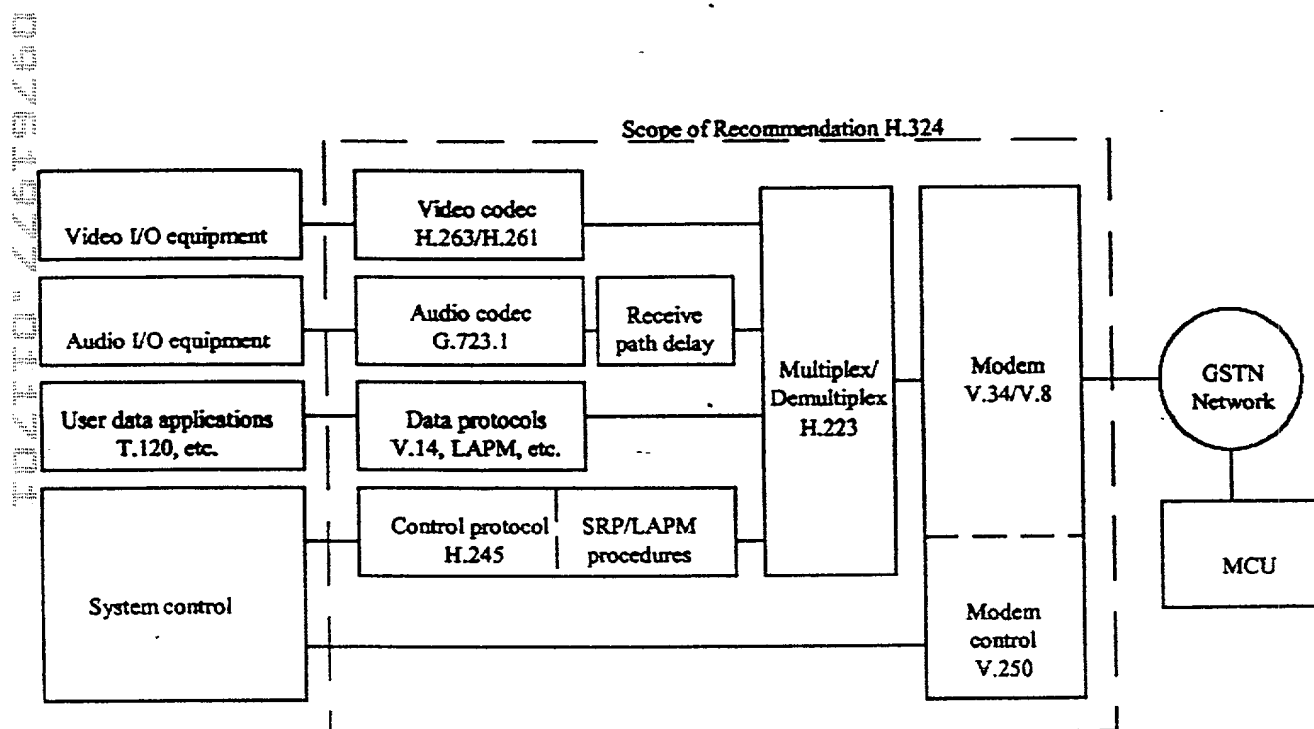 Scope of Recommendation H.324
Video I/O equipment
Video codec
H.263/H.261
Audio I/O equipment
Audio codec
G.723.1
Receive
path delay
User data applications
T.120, etc.
Data protocols
V.14, LAPM, etc.
System control
Control protocol
H.245
SRP/LAPM
procedures
Multiplex/
Demultiplex
H.223
Modem
V.34/V.8
Modem
control
V.250
GSTN
Network
MCU